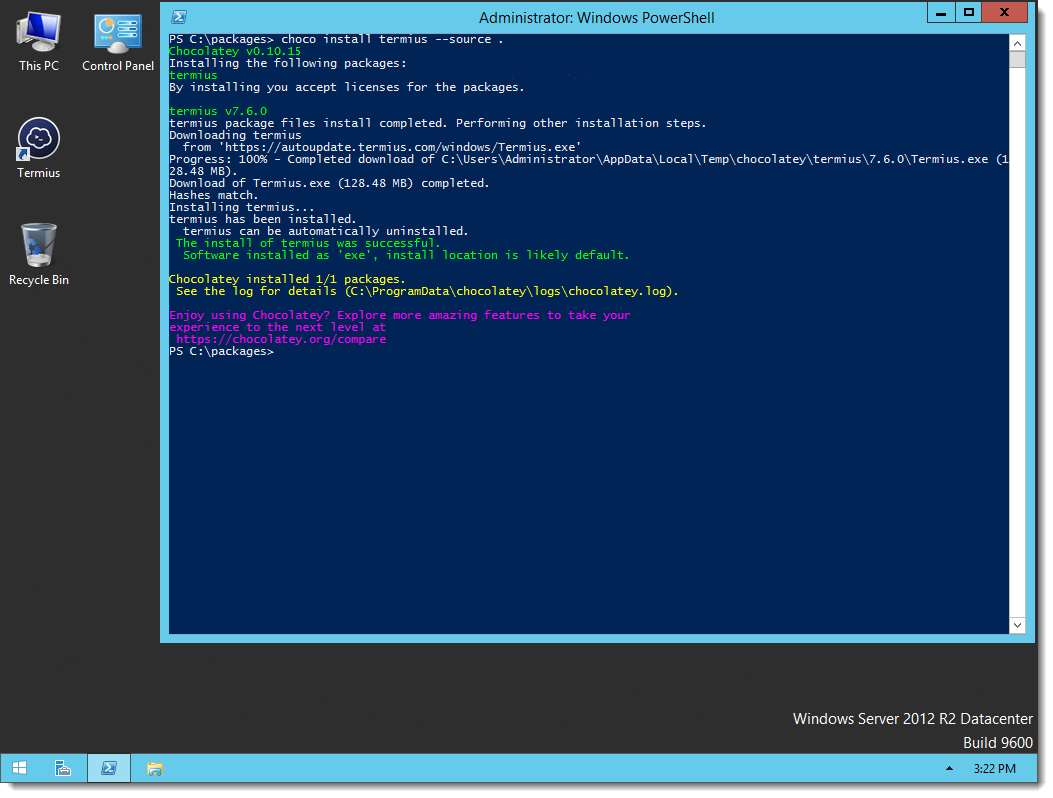 This PC
Control Panel
Termius
Recycle Bin
Administrator: Windows PowerShell
PS C:\packages> choco install termius --source .
Chocolatey v0.10.15
Installing the following packages:
termius
By installing you accept licenses for the packages.
termius v7.6.0
termius package files install completed. Performing other installation steps.
Downloading termius
from 'https://autoupdate.termius.com/windows/Termius.exe'
Progress: 100% - Completed download of C:\Users\Administrator\AppData\Local\Temp\chocolatey\termius\7.6.0\Termius.exe (1
28.48 MB).
Download of Termius.exe (128.48 MB) completed.
Hashes match.
Installing termius...
termius has been installed.
termius can be automatically uninstalled.
The install of termius was successful.
Software installed as 'exe', install location is likely default.
Chocolatey installed 1/1 packages.
See the log for details (C:\ProgramData\chocolatey\logs\chocolatey.log).
Enjoy using Chocolatey? Explore more amazing features to take your
experience to the next level at
https://chocolatey.org/compare
PS C:\packages>
Windows Server 2012 R2 Datacenter
Build 9600
3:22 PM